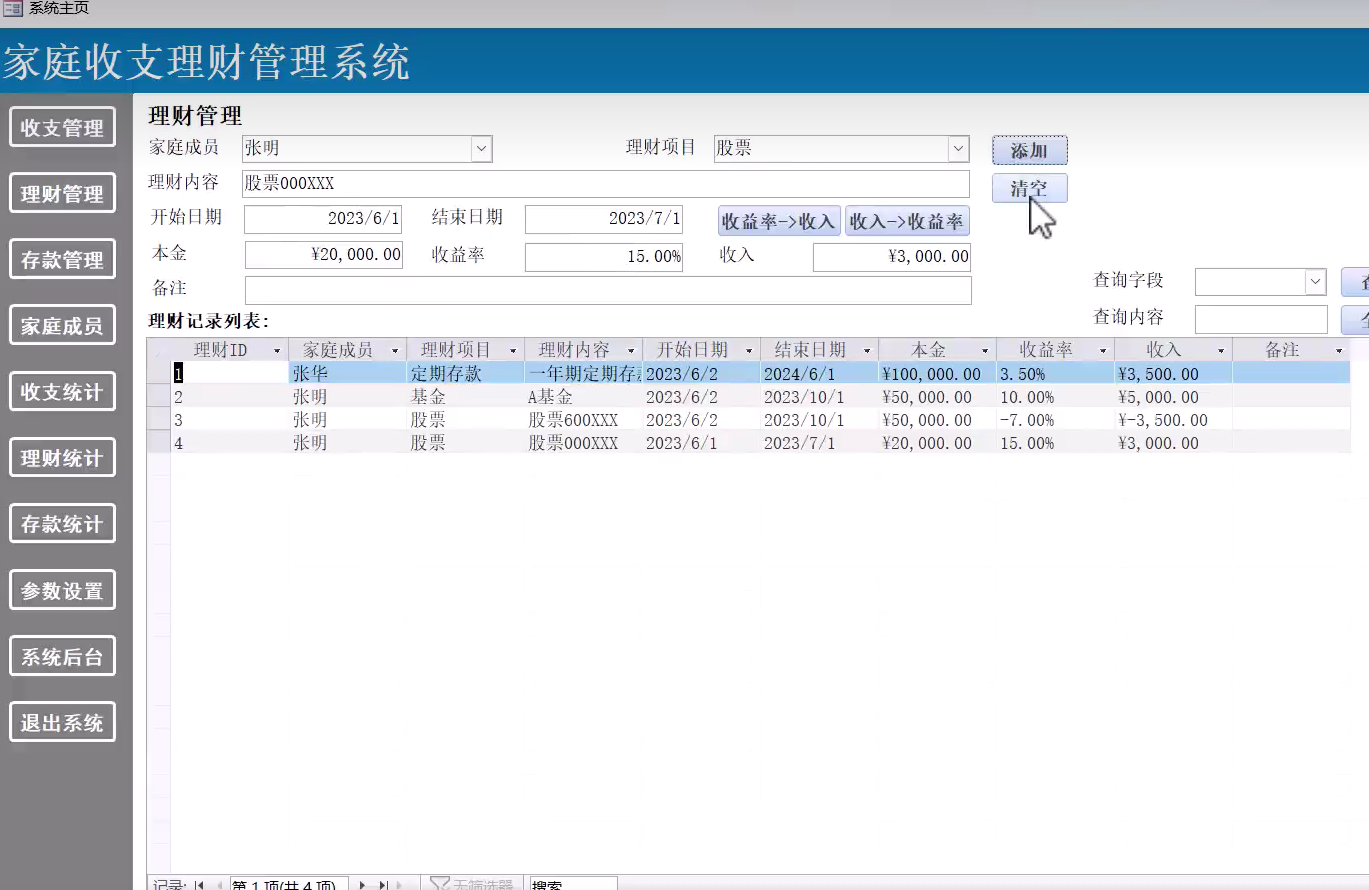 系统主页
家庭收支理财管理系统
收支管理
理财管理
存款管理
家庭成员
收支统计
理财统计
存款统计
参数设置
系统后台
退出系统
理财管理
家庭成员 张明 理财项目 股票 添加
理财内容 股票000XXX 清空
开始日期 2023/6/1 结束日期 2023/7/1 收益率->收入 收入->收益率
本金 ¥20,000.00 收益率 15.00% 收入 ¥3,000.00
备注 查询字段
理财记录列表: 查询内容
理财ID 家庭成员 理财项目 理财内容 开始日期 结束日期 本金 收益率 收入 备注
1 张华 定期存款 一年期定期存 2023/6/2 2024/6/1 ¥100,000.00 3.50% ¥3,500.00
2 张明 基金 A基金 2023/6/2 2023/10/1 ¥50,000.00 10.00% ¥5,000.00
3 张明 股票 股票600XXX 2023/6/2 2023/10/1 ¥50,000.00 -7.00% ¥-3,500.00
4 张明 股票 股票000XXX 2023/6/1 2023/7/1 ¥20,000.00 15.00% ¥3,000.00
记录: 第 1 项(共 4 项) 无筛选器 搜索